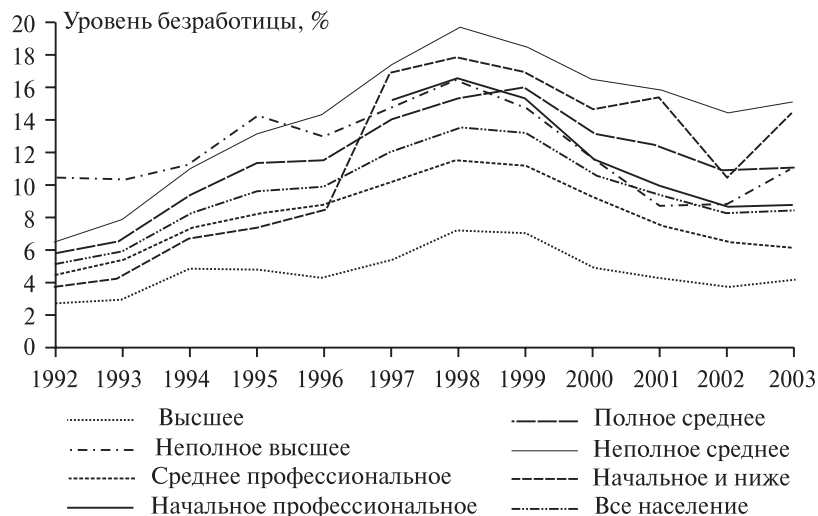 Уровень безработицы, %
20
18
16
14
12
10
8
6
4
2
0
1992 1993 1994 1995 1996 1997 1998 1999 2000 2001 2002 2003
Высшее
Неполное высшее
Среднее профессиональное
Начальное профессиональное
Полное среднее
Неполное среднее
Начальное и ниже
Все население